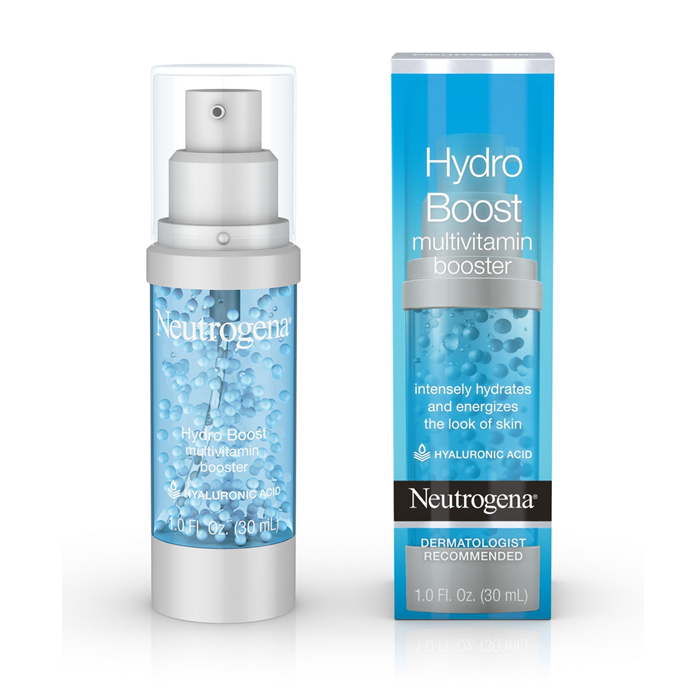 Neutrogena®
Hydro Boost
multivitamin
booster
HYALURONIC ACID
1.0 Fl. Oz. (30 mL)
Neutrogena®
Hydro
Boost
multivitamin
booster
intensely hydrates
and energizes
the look of skin
HYALURONIC ACID
Neutrogena®
DERMATOLOGIST
RECOMMENDED
1.0 Fl. Oz. (30 mL)